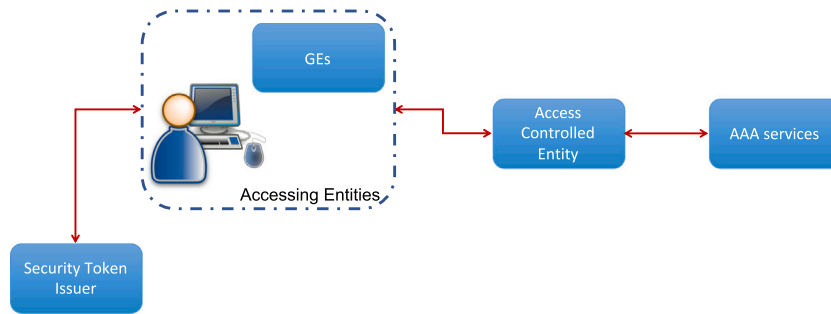 GEs
Access
Controlled
Entity
AAA services
Accessing Entities
Security Token
Issuer